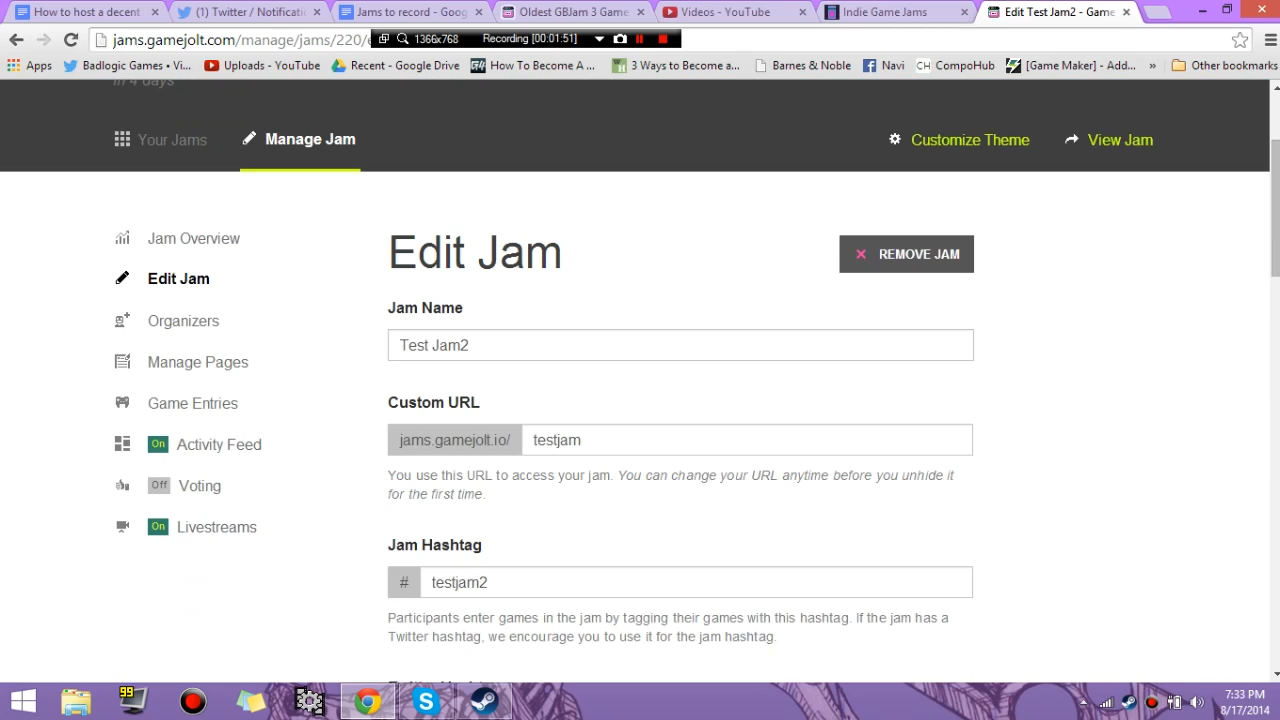 How to host a decent
(1) Twitter / Notificati
Jams to record - Goog
Oldest GBJam 3 Game
Videos - YouTube
Indie Game Jams
Edit Test Jam2 - Game
jams.gamejolt.com/manage/jams/220/e
1366x768
Recording [00:01:51]
Apps
Badlogic Games • Vi...
Uploads - YouTube
Recent - Google Drive
How To Become A ...
3 Ways to Become a...
Barnes & Noble
Navi
CompoHub
[Game Maker] - Add...
»
Other bookmarks
in 4 days
Your Jams
Manage Jam
Customize Theme
View Jam
Jam Overview
Edit Jam
Organizers
Manage Pages
Game Entries
On Activity Feed
Off Voting
On Livestreams
Edit Jam
REMOVE JAM
Jam Name
Test Jam2
Custom URL
jams.gamejolt.io/ testjam
You use this URL to access your jam. You can change your URL anytime before you unhide it
for the first time.
Jam Hashtag
# testjam2
Participants enter games in the jam by tagging their games with this hashtag. If the jam has a
Twitter hashtag, we encourage you to use it for the jam hashtag.
99
7:33 PM
8/17/2014